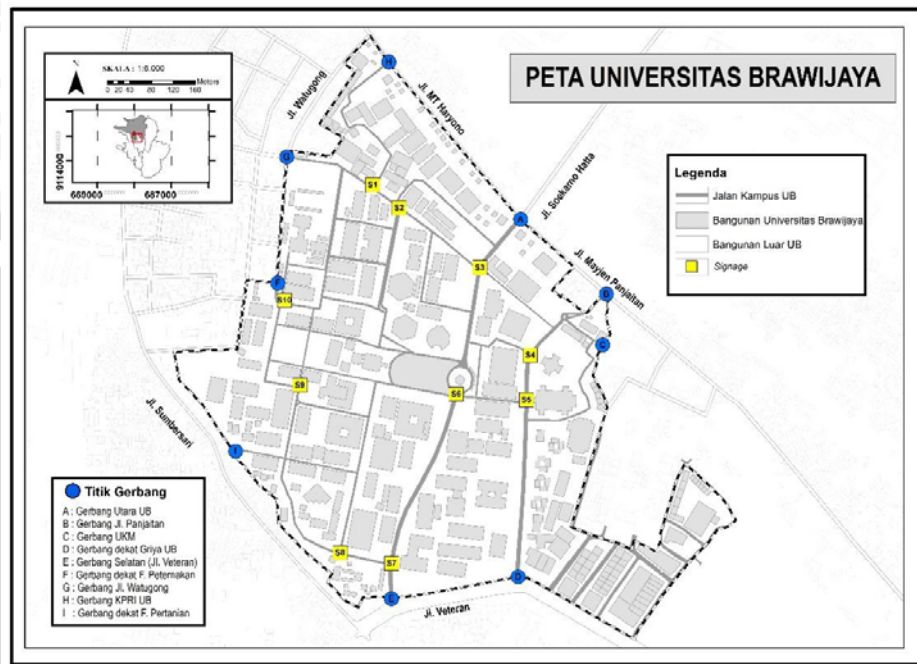 PETA UNIVERSITAS BRAWIJAYA
SKALA : 1:6.000
Meters
0 20 40 80 120 160
9114000
669000
667000
Jl. Watugong
Jl. MT Haryono
Jl. Soekarno Hatta
Jl. Mayjen Panjaitan
Jl. Sumbersari
Jl. Veteran
H
G
S1
S2
A
S3
F
S10
B
C
S4
S9
S6
S5
I
S8
S7
E
D
Legenda
Jalan Kampus UB
Bangunan Universitas Brawijaya
Bangunan Luar UB
Signage
Titik Gerbang
A : Gerbang Utara UB
B : Gerbang Jl. Panjaitan
C : Gerbang UKM
D : Gerbang dekat Griya UB
E : Gerbang Selatan (Jl. Veteran)
F : Gerbang dekat F. Peternakan
G : Gerbang Jl. Watugong
H : Gerbang KPRI UB
I : Gerbang dekat F. Pertanian